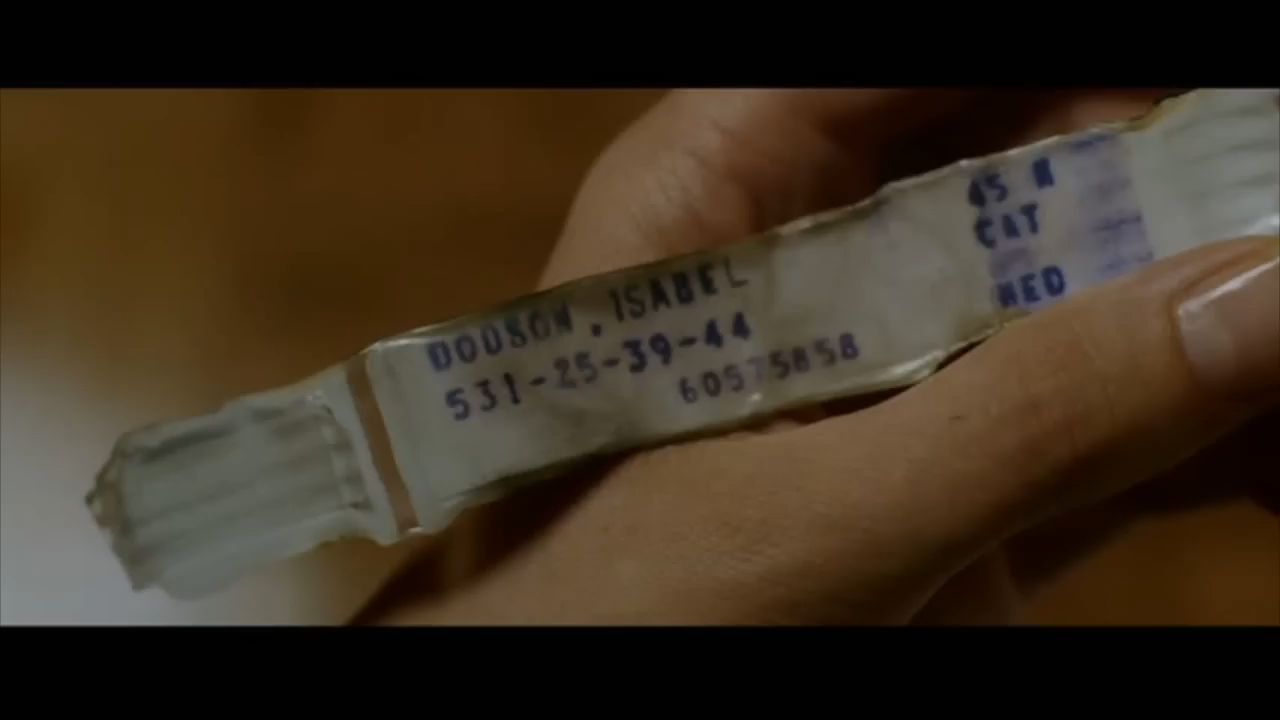 DODSON, ISABEL
531-25-39-44
60575858
45 N
CAT
MED